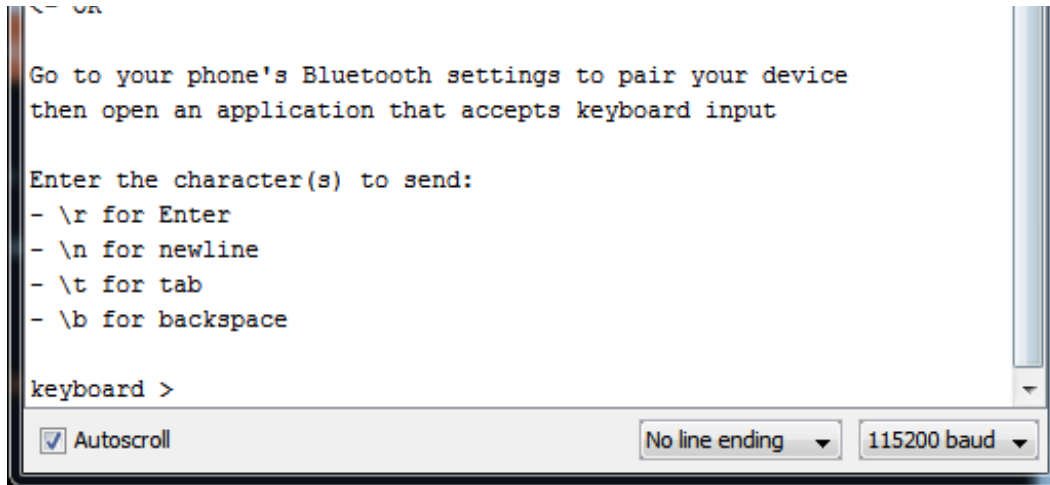 <- OK
Go to your phone's Bluetooth settings to pair your device
then open an application that accepts keyboard input
Enter the character(s) to send:
- \r for Enter
- \n for newline
- \t for tab
- \b for backspace
keyboard >
Autoscroll
No line ending
115200 baud